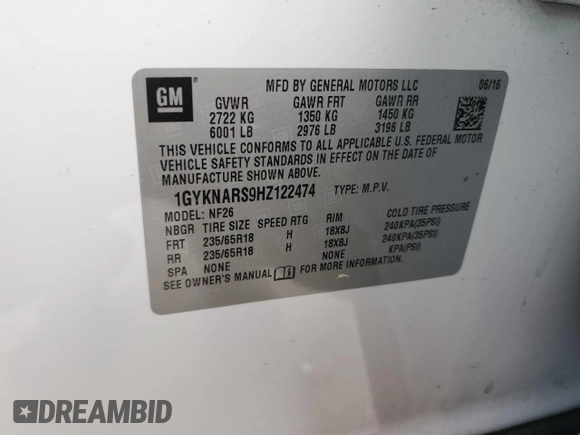 GM
MFD BY GENERAL MOTORS LLC 06/16
GVWR GAWR FRT GAWR RR
2722 KG 1350 KG 1450 KG
6001 LB 2976 LB 3196 LB
THIS VEHICLE CONFORMS TO ALL APPLICABLE U.S. FEDERAL MOTOR
VEHICLE SAFETY STANDARDS IN EFFECT ON THE DATE OF
MANUFACTURE SHOWN ABOVE.
1GYKNARS9HZ122474 TYPE: M.P.V.
MODEL: NF26
NBGR TIRE SIZE SPEED RTG RIM COLD TIRE PRESSURE
FRT 235/65R18 H 18X8J 240KPA(35PSI)
RR 235/65R18 H 18X8J 240KPA(35PSI)
SPA NONE NONE KPA(PSI)
SEE OWNER'S MANUAL FOR MORE INFORMATION.
DREAMBID